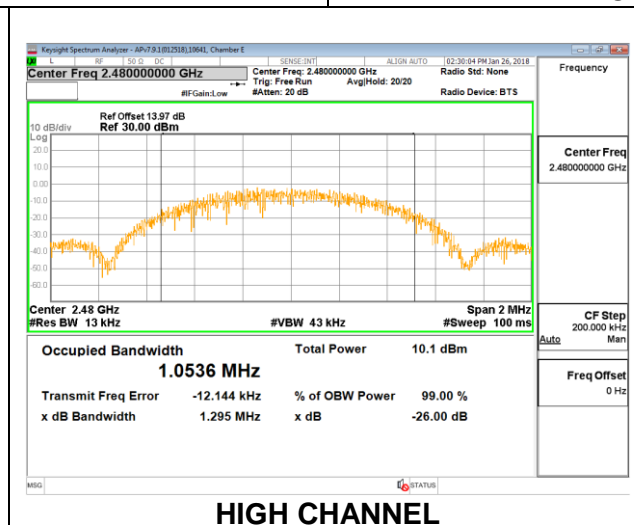 Keysight Spectrum Analyzer - APv7.9.1(012518),10641, Chamber E
L RF 50 Ω DC SENSE:INT ALIGN AUTO 02:30:04 PM Jan 26, 2018
Center Freq 2.480000000 GHz
Center Freq: 2.480000000 GHz
Radio Std: None
Trig: Free Run Avg|Hold: 20/20
#IFGain:Low #Atten: 20 dB Radio Device: BTS
Frequency
Ref Offset 13.97 dB
10 dB/div Ref 30.00 dBm
Log
20.0
10.0
0.00
-10.0
-20.0
-30.0
-40.0
-50.0
-60.0
Center 2.48 GHz Span 2 MHz
#Res BW 13 kHz #VBW 43 kHz #Sweep 100 ms
Occupied Bandwidth Total Power 10.1 dBm
1.0536 MHz
Transmit Freq Error -12.144 kHz % of OBW Power 99.00 %
x dB Bandwidth 1.295 MHz x dB -26.00 dB
Center Freq
2.480000000 GHz
CF Step
200.000 kHz
Auto Man
Freq Offset
0 Hz
MSG STATUS
HIGH CHANNEL